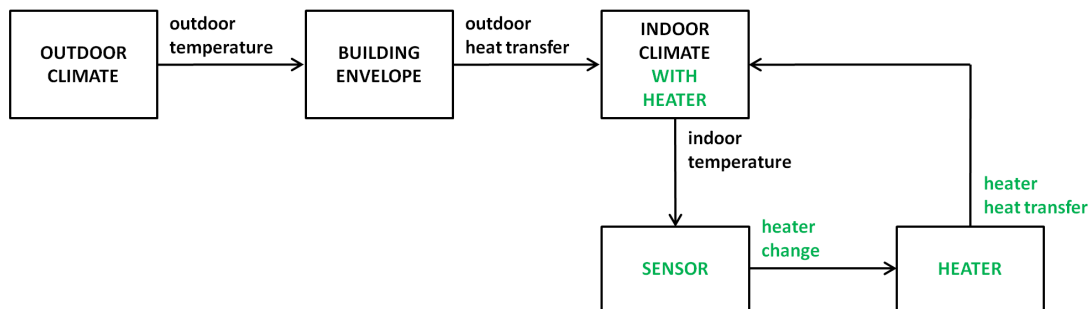 OUTDOOR
CLIMATE
outdoor
temperature
BUILDING
ENVELOPE
outdoor
heat transfer
INDOOR
CLIMATE
WITH
HEATER
indoor
temperature
SENSOR
heater
change
HEATER
heater
heat transfer